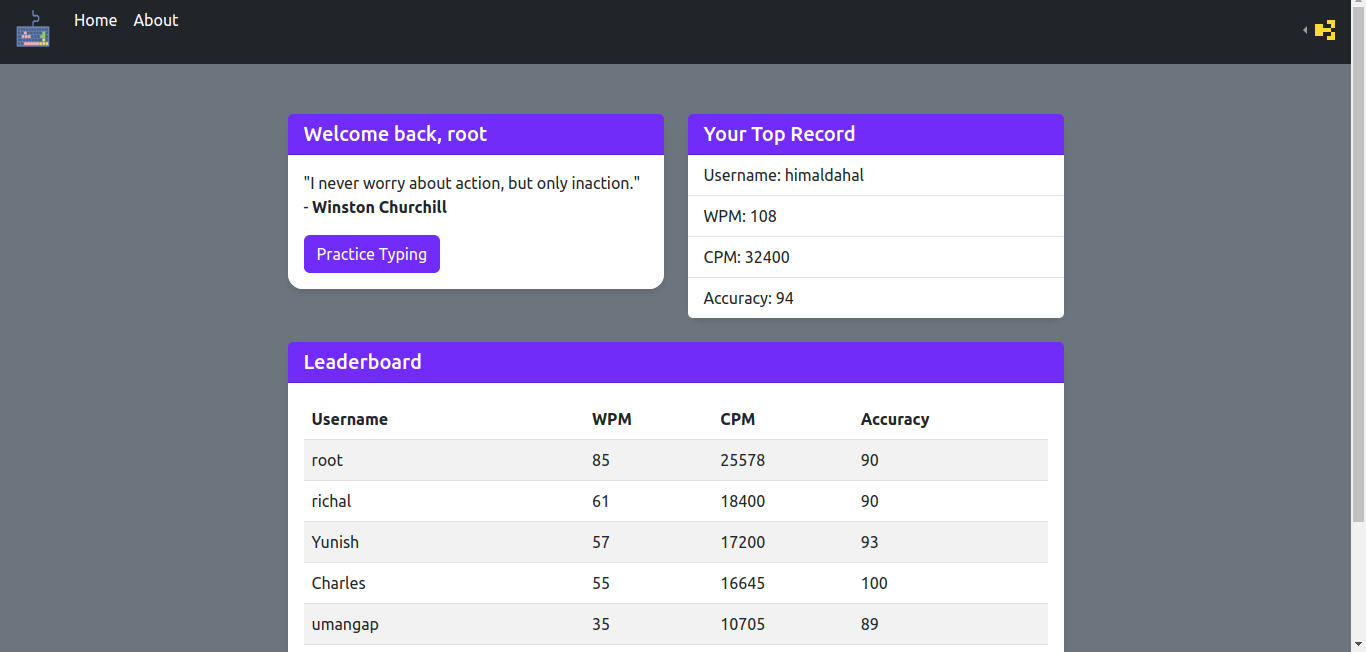 Home About
Welcome back, root
"I never worry about action, but only inaction."
- Winston Churchill
Practice Typing
Your Top Record
Username: himaldahal
WPM: 108
CPM: 32400
Accuracy: 94
Leaderboard
Username WPM CPM Accuracy
root 85 25578 90
richal 61 18400 90
Yunish 57 17200 93
Charles 55 16645 100
umangap 35 10705 89